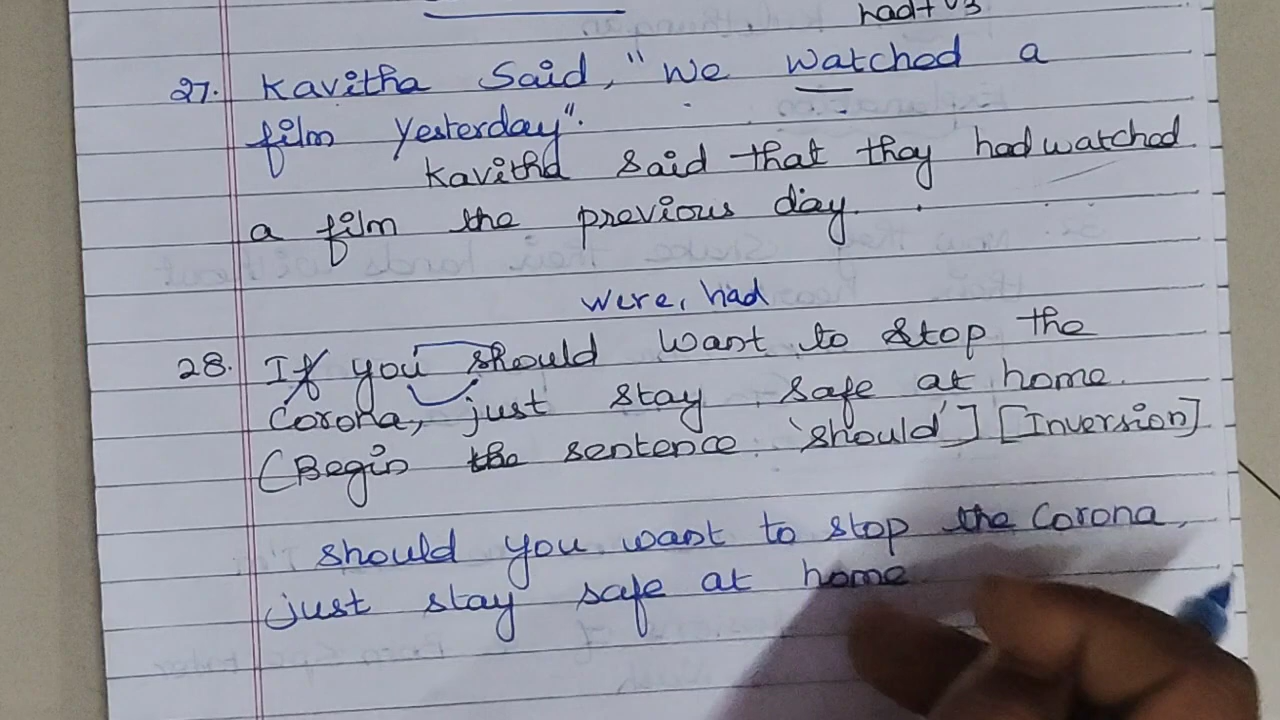 had+V3
27. Kavitha Said, "We watched a
film yesterday".
Kavitha said that they had watched
a film the previous day.
were, had
28. If you should want to stop the
Corona, just stay safe at home.
(Begin the sentence 'should'] [Inversion]
should you want to stop the Corona,
just stay safe at home